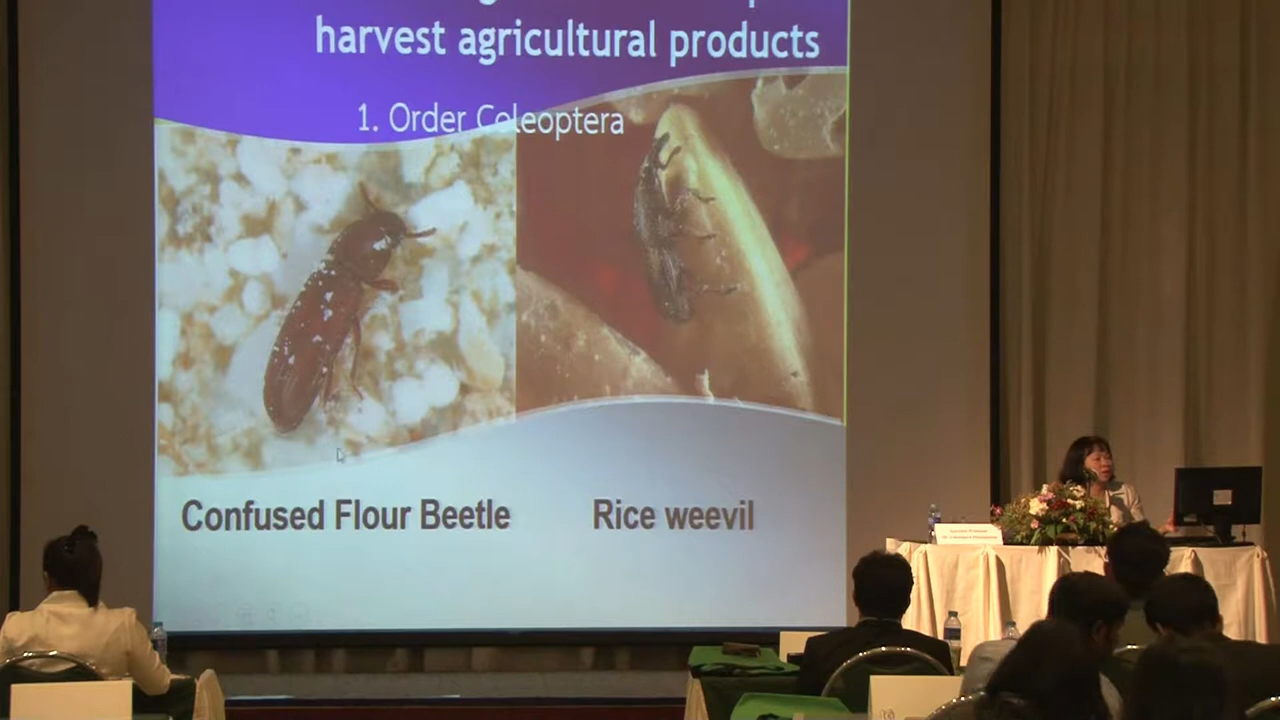 harvest agricultural products
1. Order Coleoptera
Confused Flour Beetle
Rice weevil